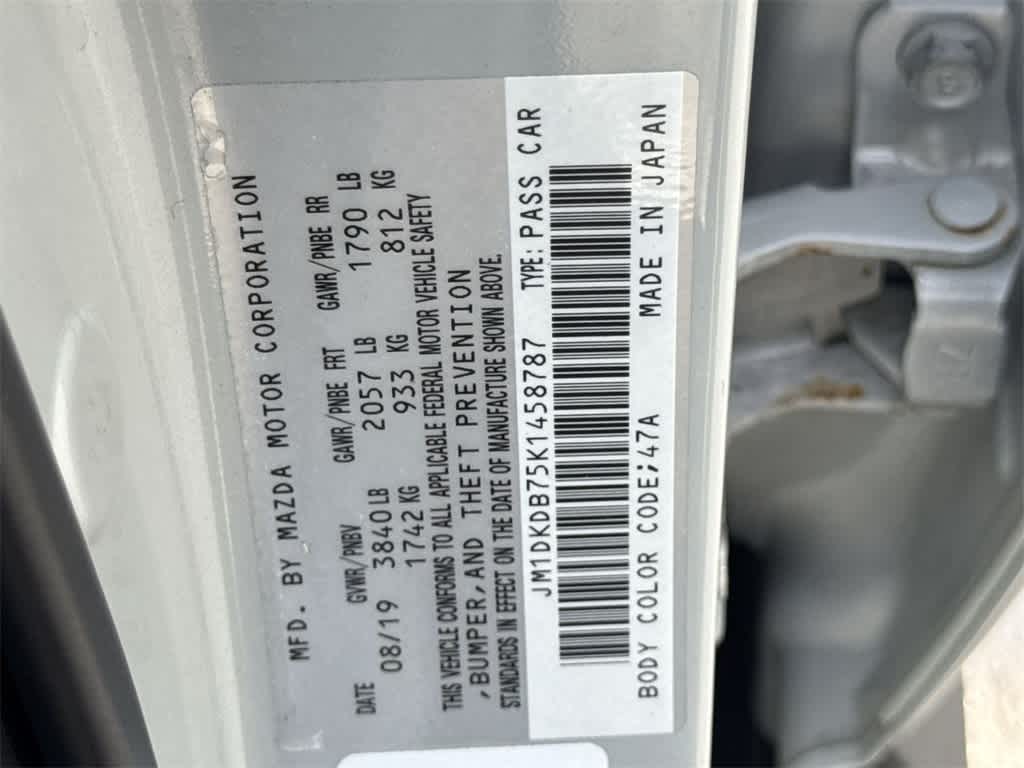 MFD. BY MAZDA MOTOR CORPORATION
DATE GVWR/PNBV GAWR/PNBE FRT GAWR/PNBE RR
08/19 3840 LB 2057 LB 1790 LB
1742 KG 933 KG 812 KG
THIS VEHICLE CONFORMS TO ALL APPLICABLE FEDERAL MOTOR VEHICLE SAFETY
,BUMPER,AND THEFT PREVENTION
STANDARDS IN EFFECT ON THE DATE OF MANUFACTURE SHOWN ABOVE.
JM1DKDB75K1458787 TYPE: PASS CAR
BODY COLOR CODE;47A MADE IN JAPAN